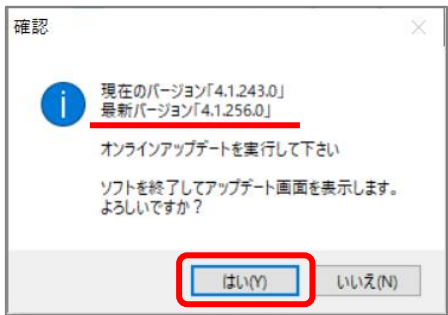 確認
現在のバージョン「4.1.243.0」
最新バージョン「4.1.256.0」
オンラインアップデートを実行して下さい
ソフトを終了してアップデート画面を表示します。
よろしいですか？
はい(Y)
いいえ(N)